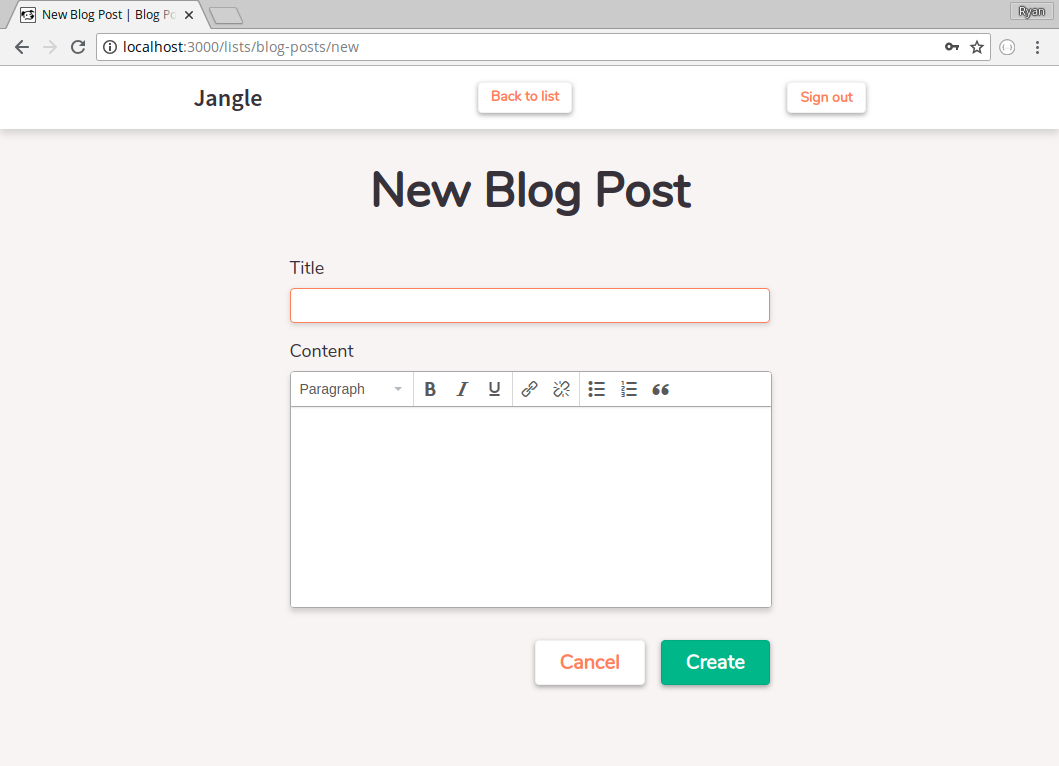 New Blog Post | Blog Po
Ryan
localhost:3000/lists/blog-posts/new
Jangle
Back to list
Sign out
New Blog Post
Title
Content
Paragraph B I U
Cancel
Create